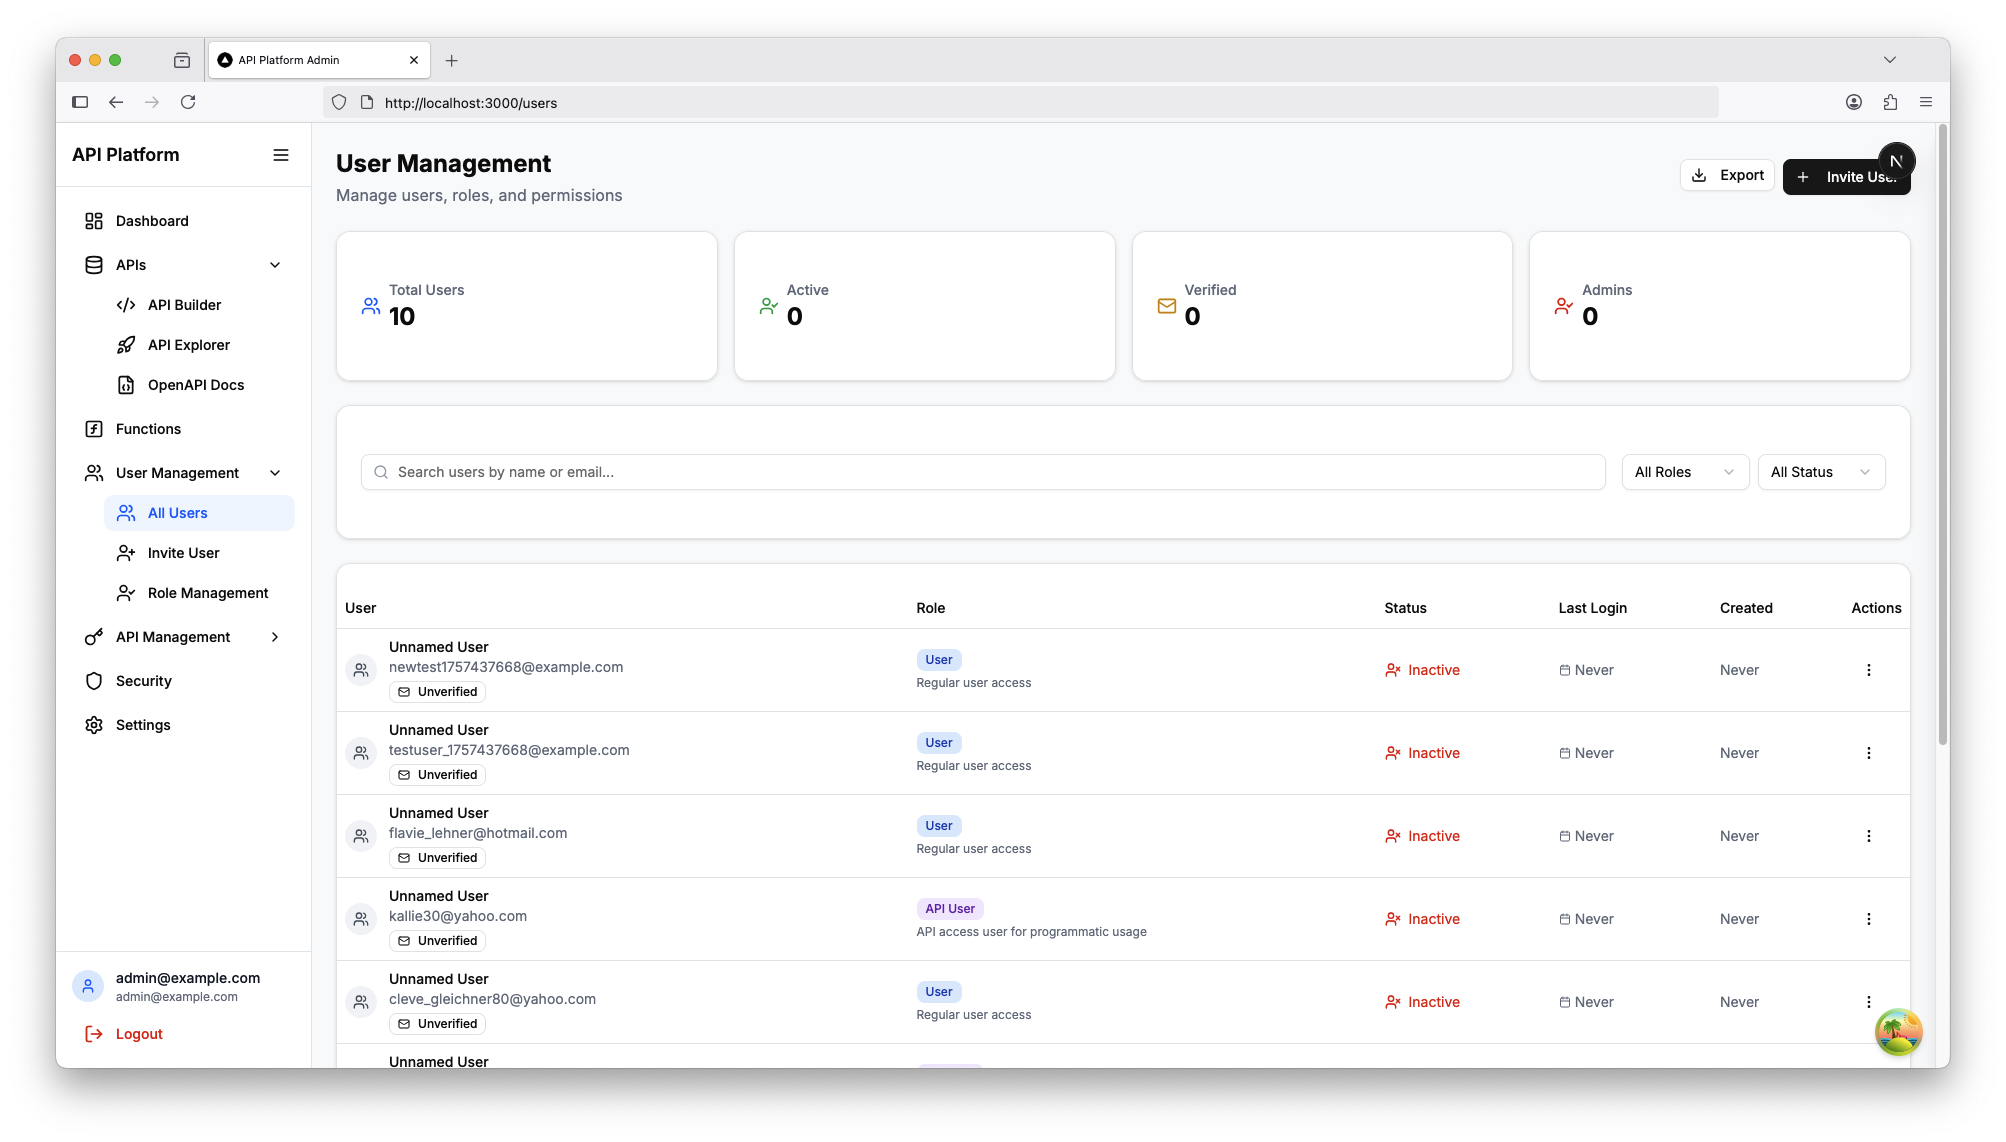 API Platform Admin
http://localhost:3000/users
API Platform
Dashboard
APIs
API Builder
API Explorer
OpenAPI Docs
Functions
User Management
All Users
Invite User
Role Management
API Management
Security
Settings
admin@example.com
admin@example.com
Logout
User Management
Manage users, roles, and permissions
Export
Invite User
N
Total Users
10
Active
0
Verified
0
Admins
0
Search users by name or email...
All Roles
All Status
User Role Status Last Login Created Actions
Unnamed User
newtest1757437668@example.com
Unverified
User
Regular user access
Inactive
Never
Never
Unnamed User
testuser_1757437668@example.com
Unverified
User
Regular user access
Inactive
Never
Never
Unnamed User
flavie_lehner@hotmail.com
Unverified
User
Regular user access
Inactive
Never
Never
Unnamed User
kallie30@yahoo.com
Unverified
API User
API access user for programmatic usage
Inactive
Never
Never
Unnamed User
cleve_gleichner80@yahoo.com
Unverified
User
Regular user access
Inactive
Never
Never
Unnamed User